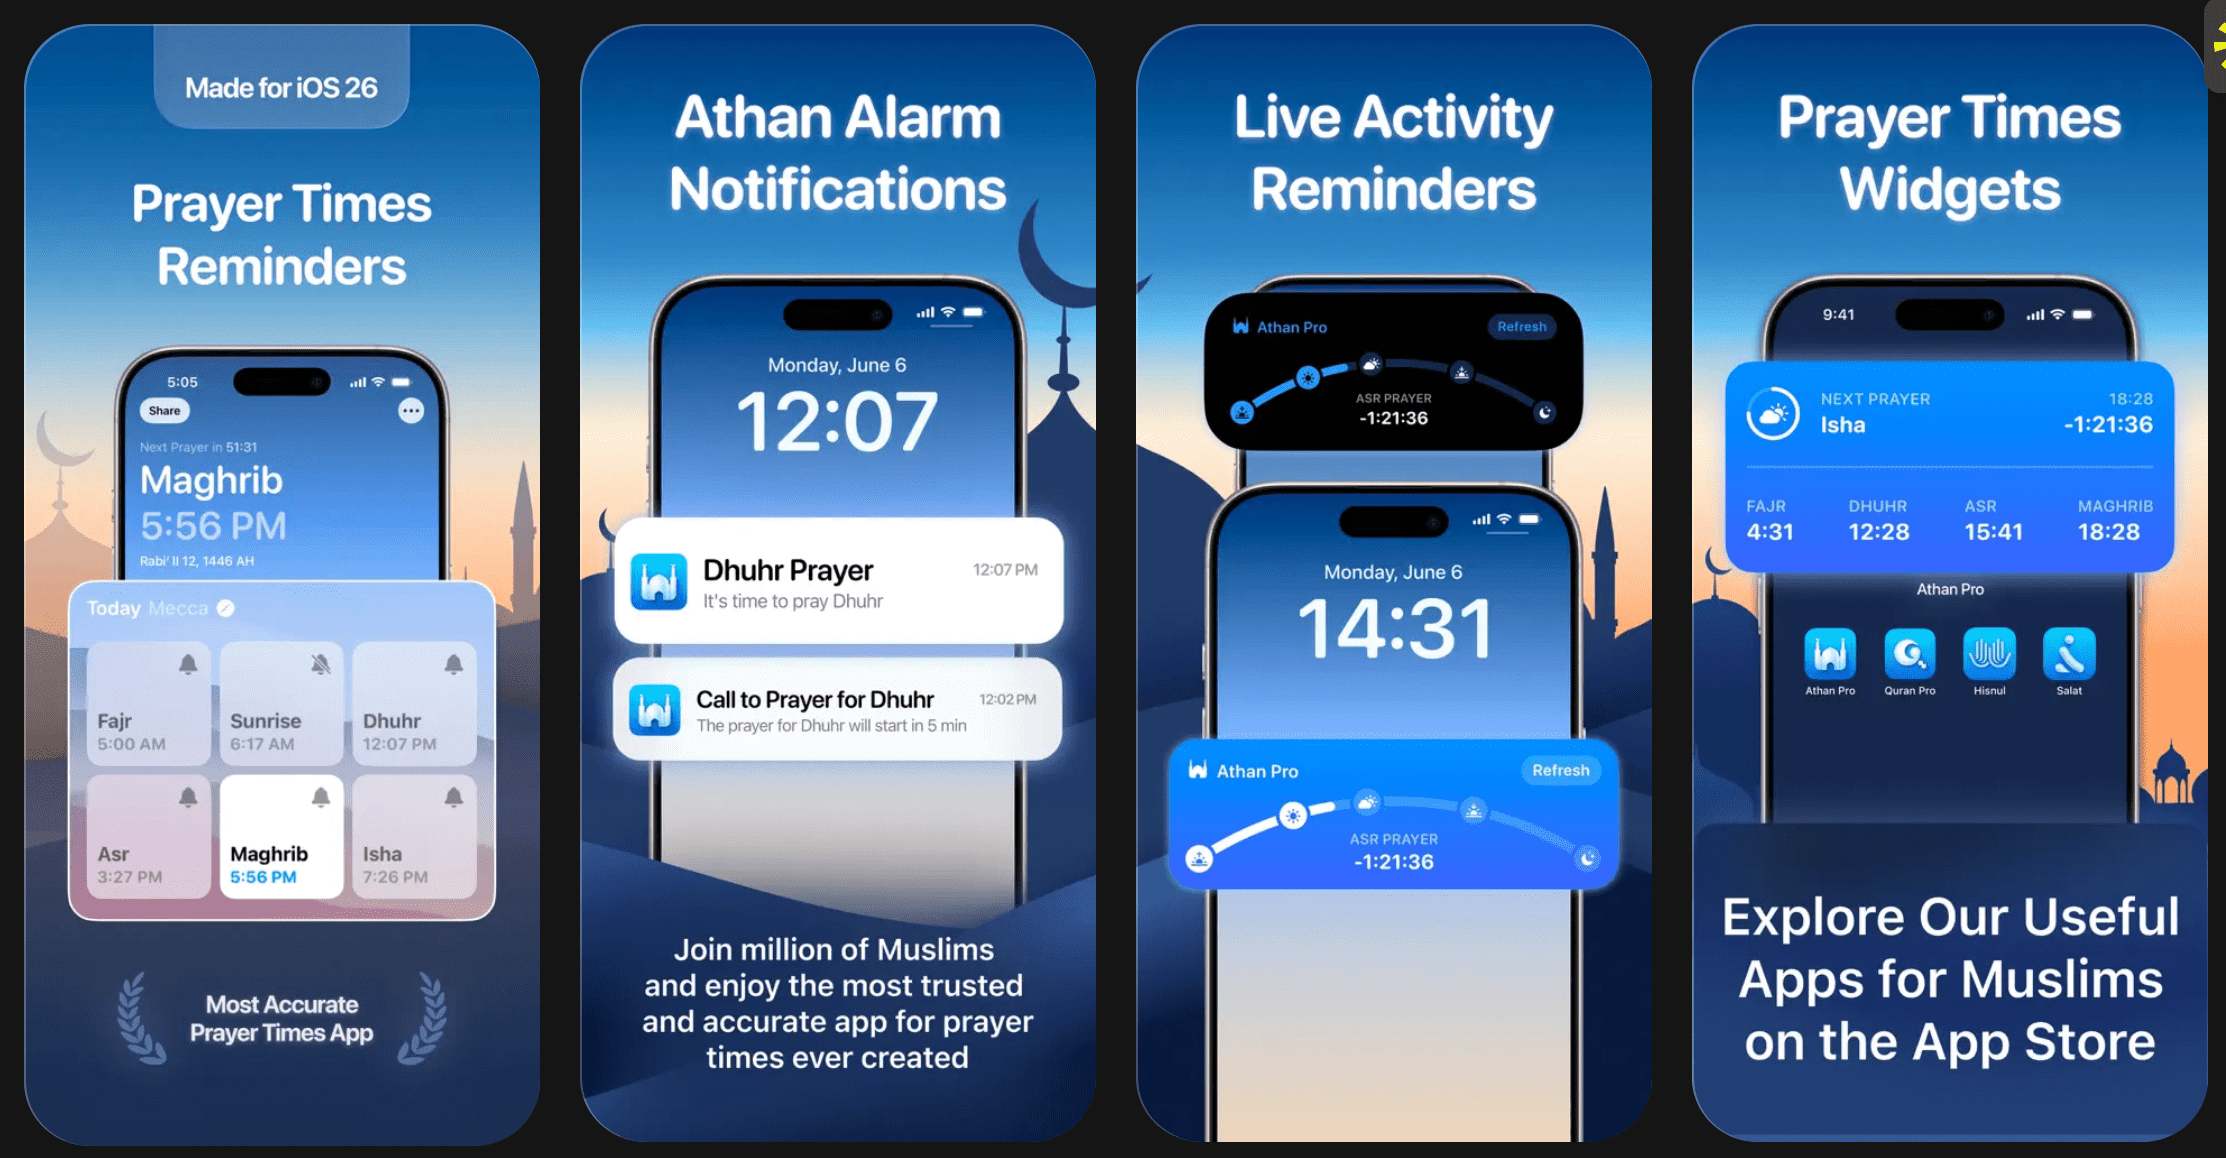 Made for iOS 26
Prayer Times
Reminders
5:05
Share
Next Prayer in 51:31
Maghrib
5:56 PM
Rabi' II 12, 1446 AH
Today Mecca
Fajr
5:00 AM
Sunrise
6:17 AM
Dhuhr
12:07 PM
Asr
3:27 PM
Maghrib
5:56 PM
Isha
7:26 PM
Most Accurate
Prayer Times App
Athan Alarm
Notifications
Monday, June 6
12:07
Dhuhr Prayer
12:07 PM
It's time to pray Dhuhr
Call to Prayer for Dhuhr
12:02 PM
The prayer for Dhuhr will start in 5 min
Join million of Muslims
and enjoy the most trusted
and accurate app for prayer
times ever created
Live Activity
Reminders
Athan Pro
Refresh
ASR PRAYER
-1:21:36
Monday, June 6
14:31
Athan Pro
Refresh
ASR PRAYER
-1:21:36
Prayer Times
Widgets
9:41
NEXT PRAYER
18:28
Isha
-1:21:36
FAJR
4:31
DHUHR
12:28
ASR
15:41
MAGHRIB
18:28
Athan Pro
Athan Pro
Quran Pro
Hisnul
Salat
Explore Our Useful
Apps for Muslims
on the App Store